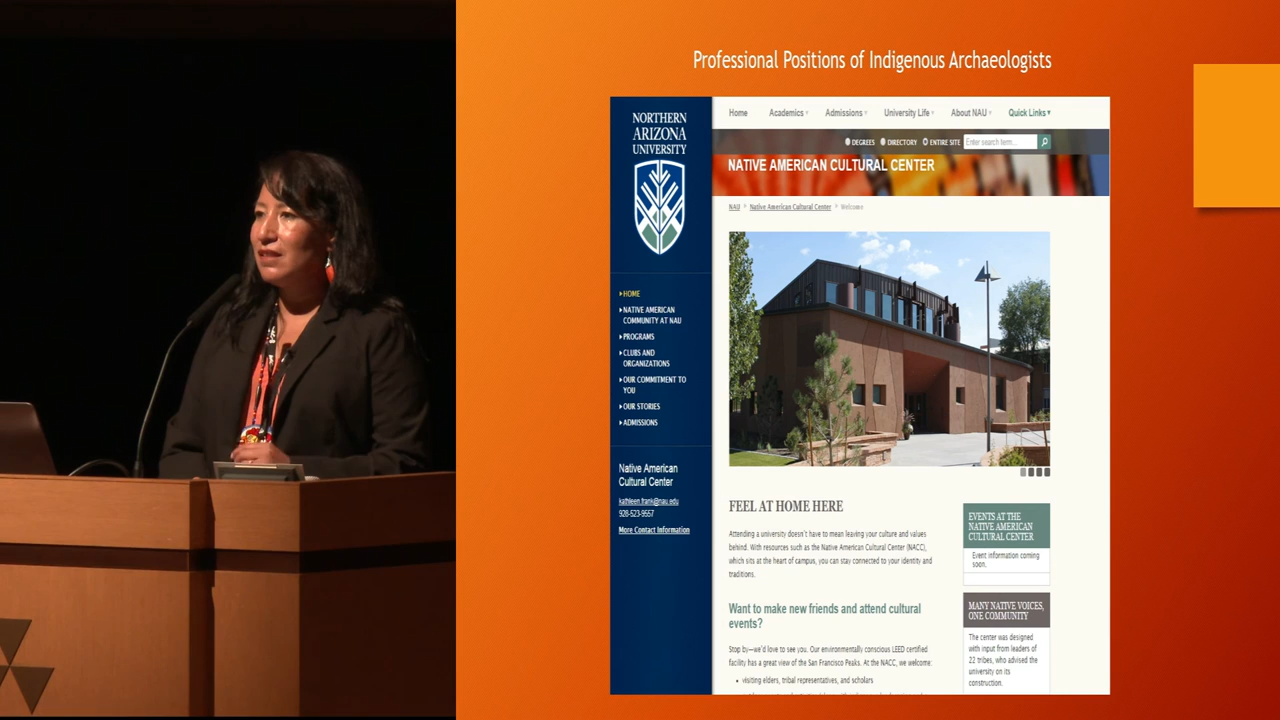 Professional Positions of Indigenous Archaeologists
NORTHERN
ARIZONA
UNIVERSITY
Home Academics Admissions University Life About NAU Quick Links
DEGREES DIRECTORY ENTIRE SITE Enter search term...
NATIVE AMERICAN CULTURAL CENTER
NAU Native American Cultural Center Welcome
HOME
NATIVE AMERICAN
COMMUNITY AT NAU
PROGRAMS
CLUBS AND
ORGANIZATIONS
OUR COMMITMENT TO
YOU
OUR STORIES
ADMISSIONS
Native American
Cultural Center
kathleen.frank@nau.edu
928-523-9557
More Contact Information
FEEL AT HOME HERE
Attending a university doesn't have to mean leaving your culture and values
behind. With resources such as the Native American Cultural Center (NACC),
which sits at the heart of campus, you can stay connected to your identity and
traditions.
Want to make new friends and attend cultural
events?
Stop by—we'd love to see you. Our environmentally conscious LEED certified
facility has a great view of the San Francisco Peaks. At the NACC, we welcome:
• visiting elders, tribal representatives, and scholars
EVENTS AT THE
NATIVE AMERICAN
CULTURAL CENTER
Event information coming
soon.
MANY NATIVE VOICES,
ONE COMMUNITY
The center was designed
with input from leaders of
22 tribes, who advised the
university on its
construction.